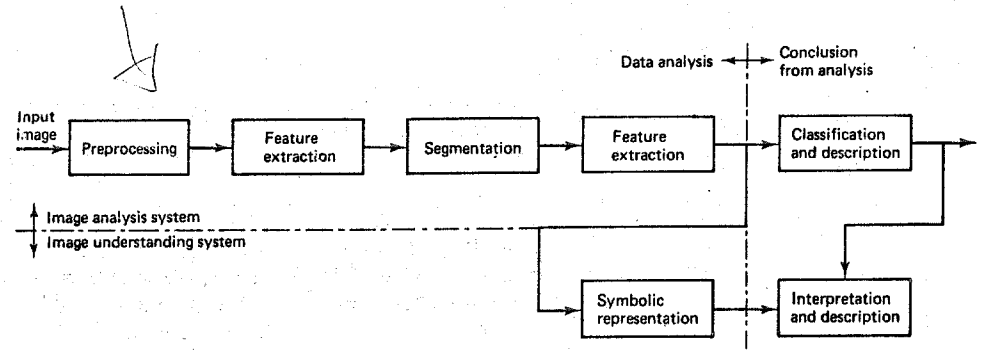 Data analysis
Conclusion
from analysis
Input
image
Preprocessing
Feature
extraction
Segmentation
Feature
extraction
Classification
and description
Image analysis system
Image understanding system
Symbolic
representation
Interpretation
and description